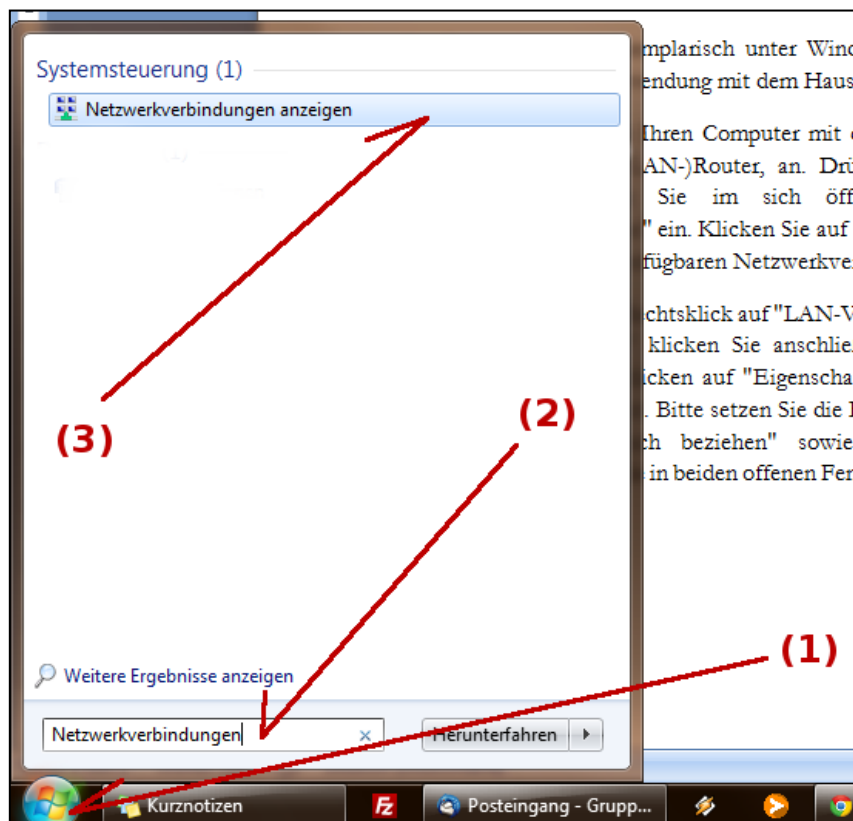 Systemsteuerung (1)
Netzwerkverbindungen anzeigen
(3)
(2)
(1)
Weitere Ergebnisse anzeigen
Netzwerkverbindungen
Herunterfahren
Kurznotizen
Fz
Posteingang - Grupp...
mplarisch unter Wind
endung mit dem Haus
Ihren Computer mit
AN-)Router, an. Drü
Sie im sich öff
" ein. Klicken Sie auf
fügbaren Netzwerkve
chtsklick auf "LAN-V
klicken Sie anschlie
icken auf "Eigenscha
. Bitte setzen Sie die
ch beziehen" sowie
in beiden offenen Fen